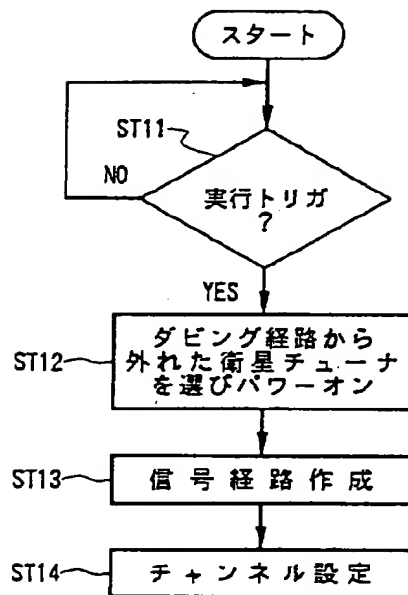 スタート
ST11
NO
実行トリガ
?
YES
ST12
ダビング経路から
外れた衛星チューナ
を選びパワーオン
ST13
信号経路作成
ST14
チャンネル設定